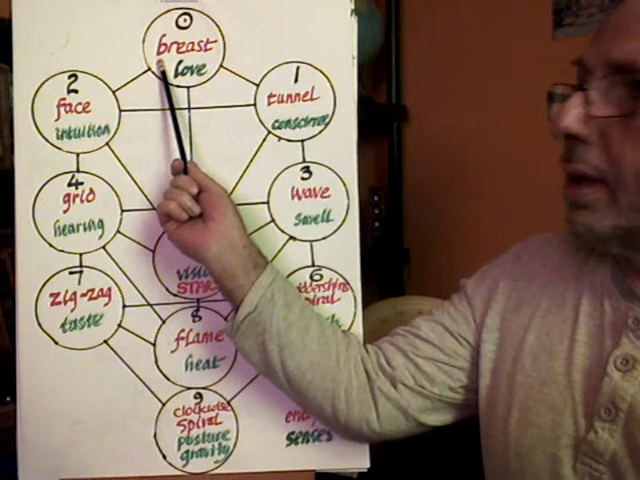 0
breast
love
1
tunnel
conscience
2
face
intuition
3
wave
smell
4
grid
hearing
STAR
6
7
zig-zag
taste
8
flame
heat
9
clockwise
spiral
posture
gravity
senses